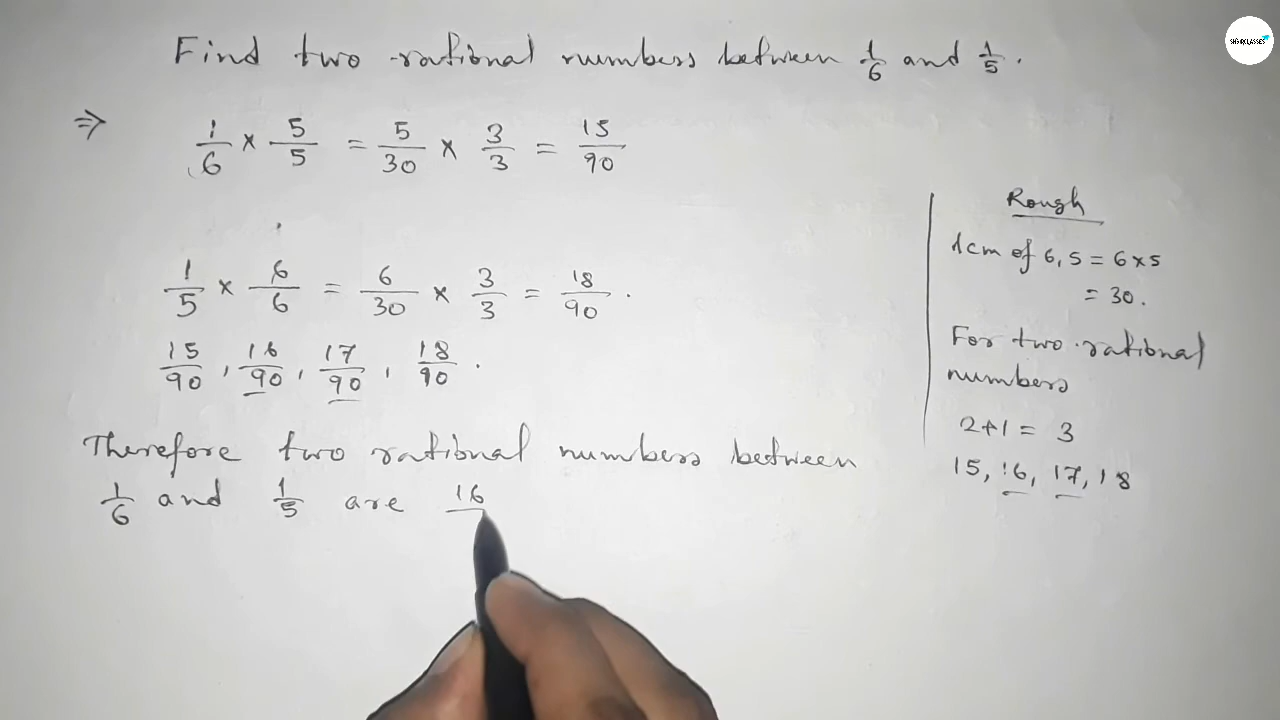 Find two rational numbers between 1/6 and 1/5.
⇒ 1/6 × 5/5 = 5/30 × 3/3 = 15/90
1/5 × 6/6 = 6/30 × 3/3 = 18/90.
15/90, 16/90, 17/90, 18/90.
Therefore two rational numbers between
1/6 and 1/5 are 16
Rough
lcm of 6, 5 = 6×5
= 30.
For two rational
numbers
2+1 = 3
15, 16, 17, 18